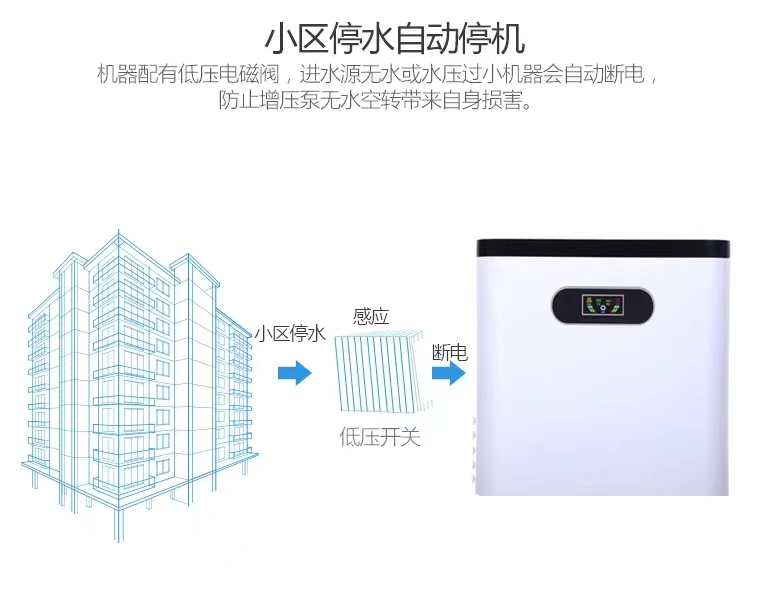 小区停水自动停机
机器配有低压电磁阀，进水源无水或水压过小机器会自动断电，
防止增压泵无水空转带来自身损害。
感应
小区停水
断电
低压开关